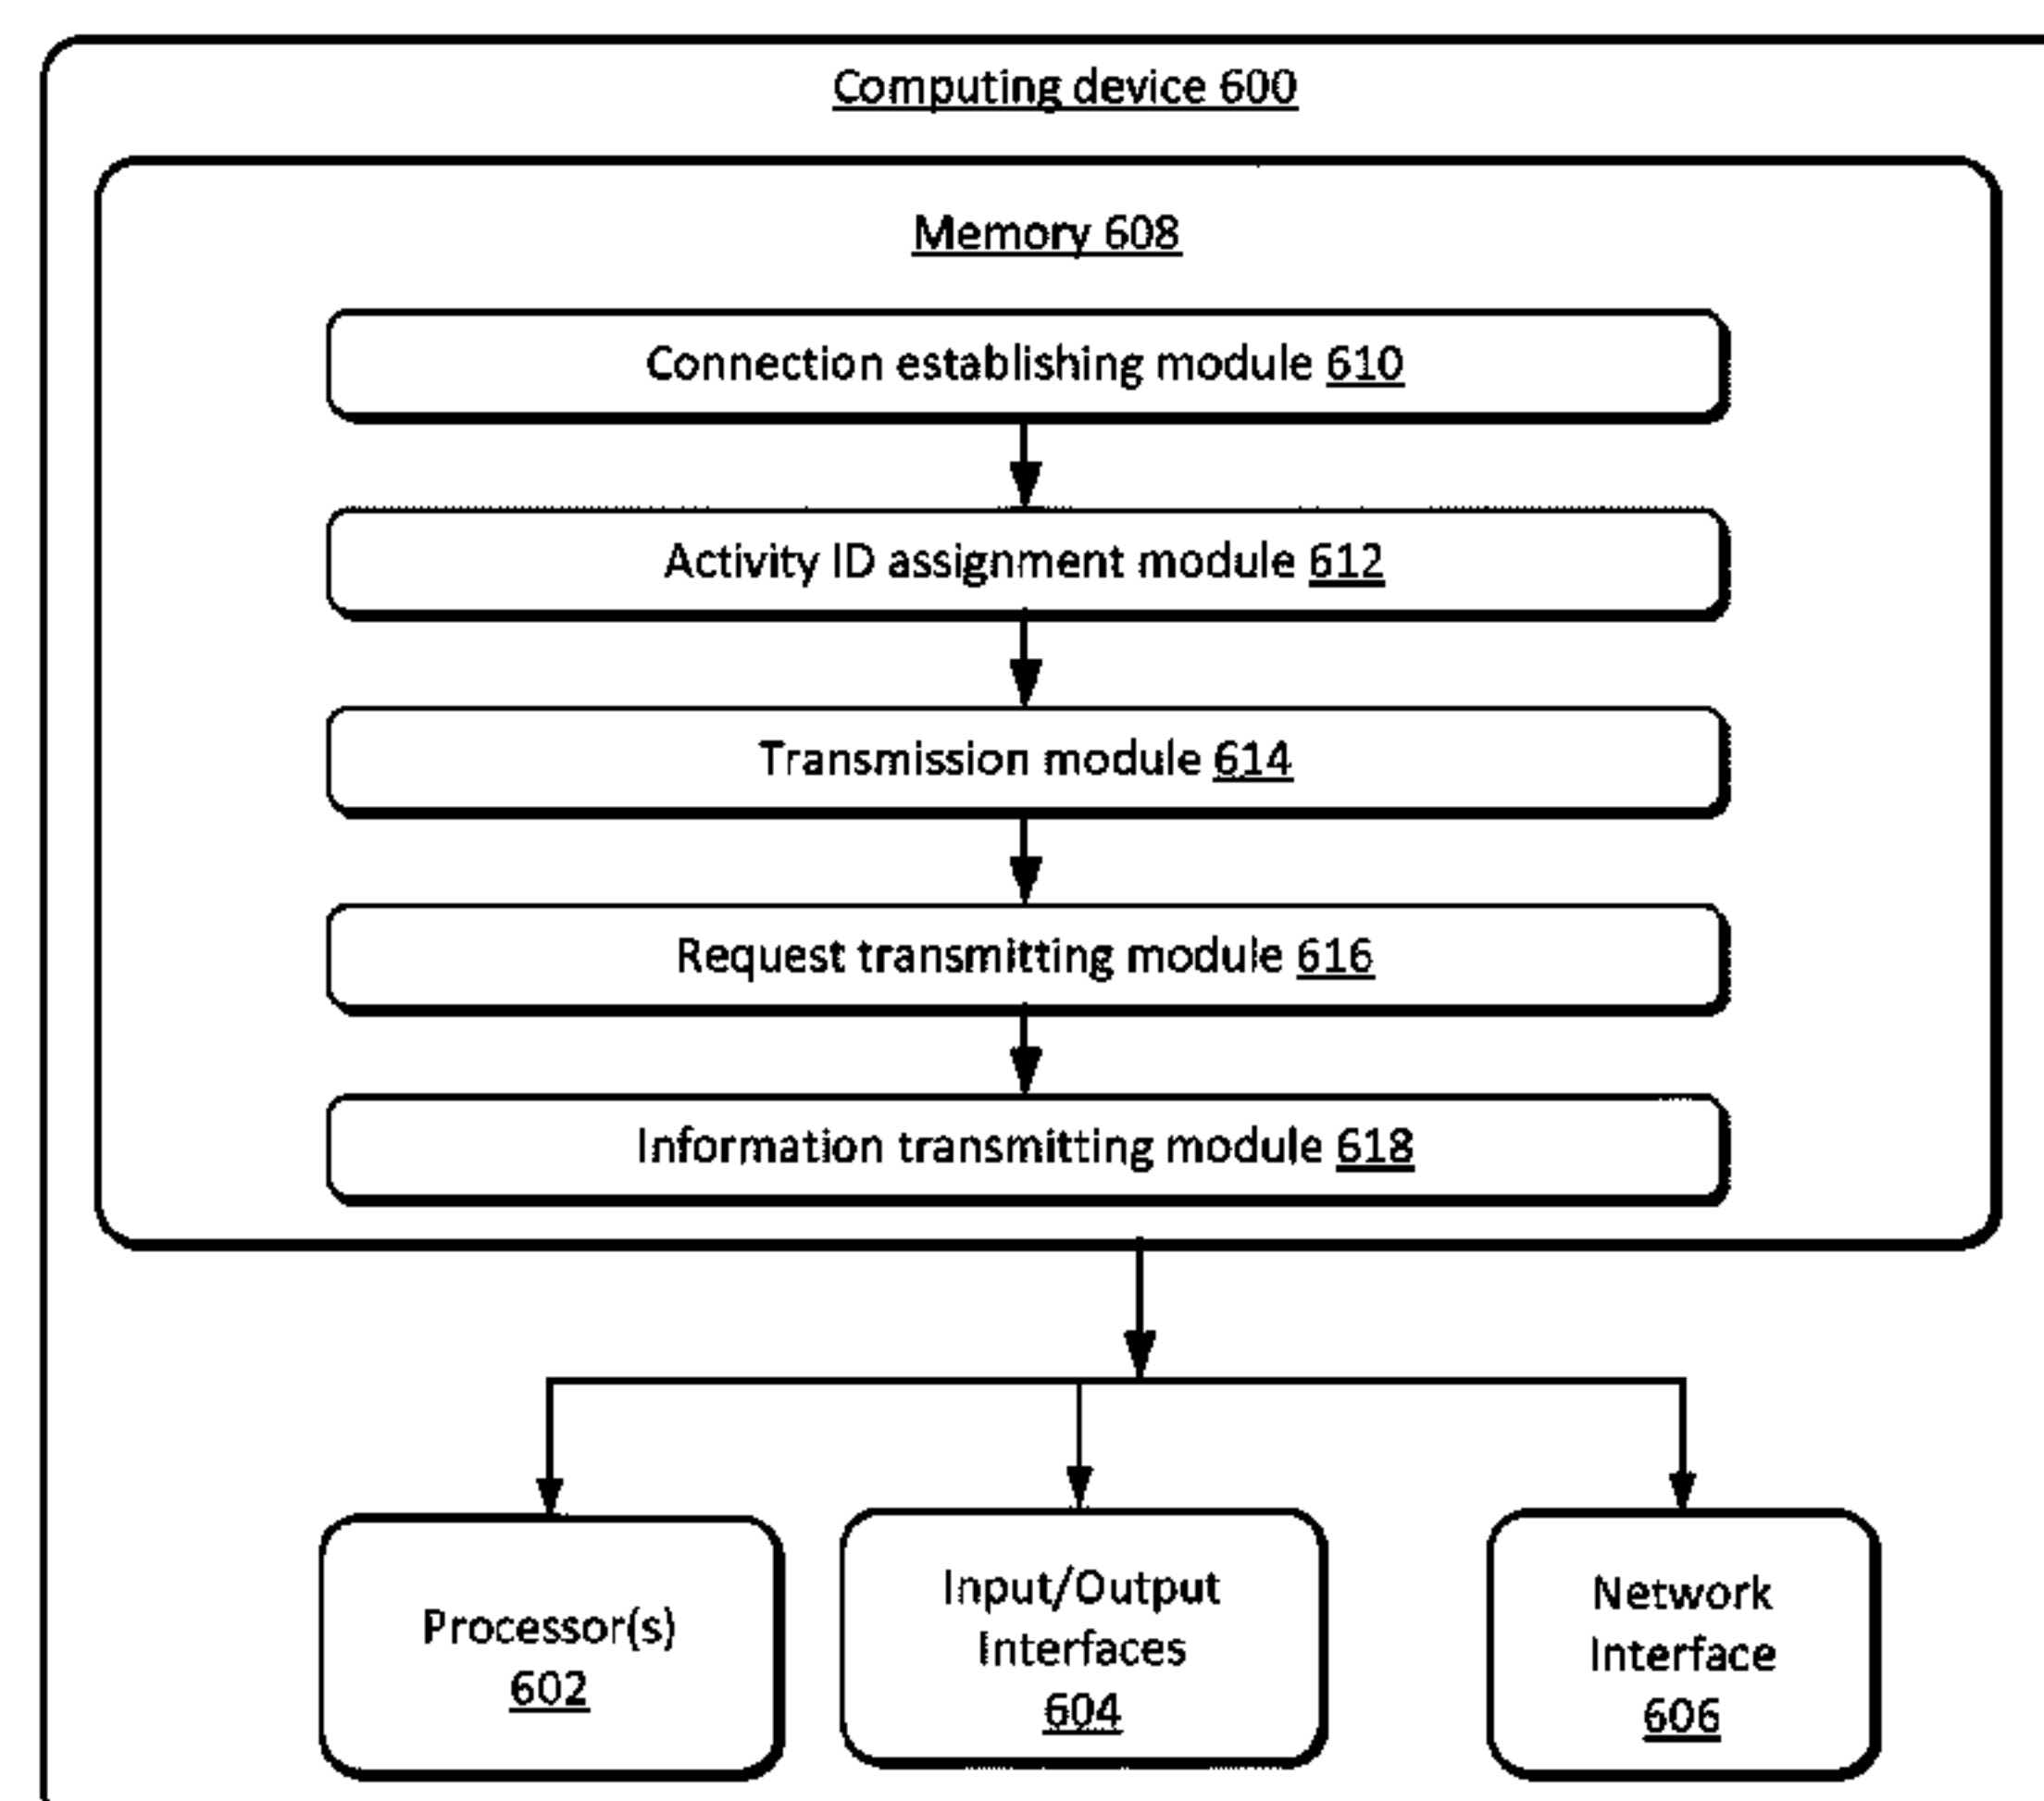 Computing device 600
Memory 608
Connection establishing module 610
Activity ID assignment module 612
Transmission module 614
Request transmitting module 616
Information transmitting module 618
Processor(s)
602
Input/Output
Interfaces
604
Network
Interface
606